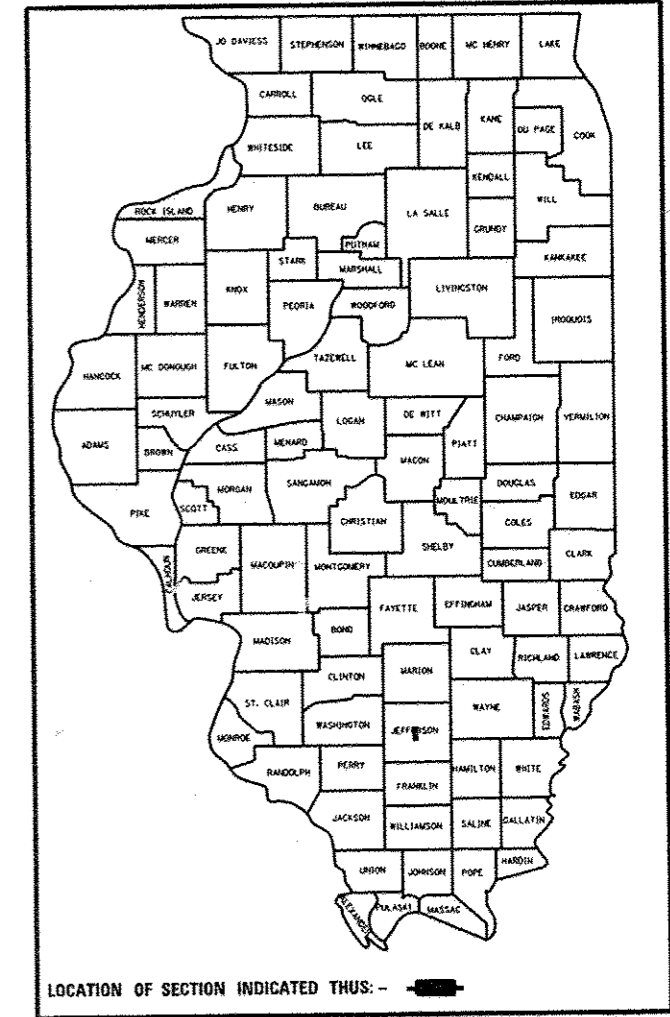 JO DAVIESS STEPHENSON WINNEBAGO BOONE MC HENRY LAKE
CARROLL OGLE DE KALB KANE DU PAGE COOK
WHITESIDE LEE
KENDALL WILL
ROCK ISLAND HENRY BUREAU LA SALLE GRUNDY
MERCER PUTNAM
STARK MARSHALL KANKAKEE
HENDERSON WARREN KNOX PEORIA WOODFORD LIVINGSTON IROQUOIS
HANCOCK MC DONOUGH FULTON TAZEWELL MC LEAN FORD
SCHUYLER MASON LOGAN DE WITT CHAMPAIGN VERMILION
ADAMS BROWN CASS MENARD MACON PIATT
PIKE SCOTT MORGAN SANGAMON MOULTRIE DOUGLAS EDGAR
CHRISTIAN COLES
CALHOUN GREENE MACOUPIN MONTGOMERY SHELBY CUMBERLAND CLARK
JERSEY FAYETTE EFFINGHAM JASPER CRAWFORD
MADISON BOND
CLINTON MARION CLAY RICHLAND LAWRENCE
ST. CLAIR WAYNE EDWARDS WABASH
MONROE WASHINGTON JEFFERSON
RANDOLPH PERRY HAMILTON WHITE
FRANKLIN
JACKSON WILLIAMSON SALINE GALLATIN
UNION JOHNSON POPE HARDIN
ALEXANDER PULASKI MASSAC
LOCATION OF SECTION INDICATED THUS: -